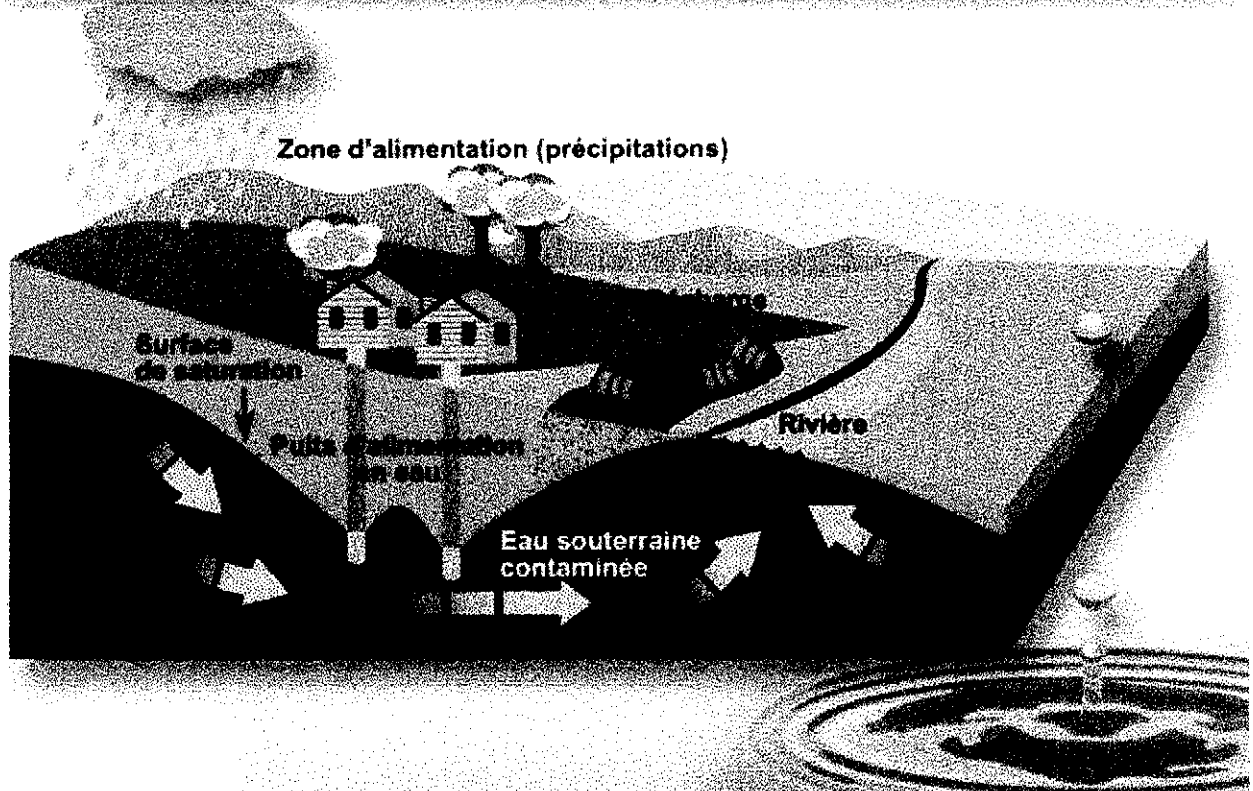 Zone d'alimentation (précipitations)
Surface
de saturation
Puits d'alimentation
en eau
Rivière
Eau souterraine
contaminée